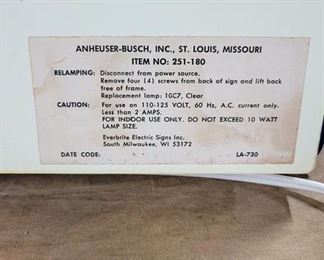 ANHEUSER-BUSCH, INC., ST. LOUIS, MISSOURI
ITEM NO: 251-180
RELAMPING: Disconnect from power source.
Remove four (4) screws from back of sign and lift back
free of frame.
Replacement lamp: 10C7, Clear
CAUTION: For use on 110-125 VOLT, 60 Hz, A.C. current only.
Less than 2 AMPS.
FOR INDOOR USE ONLY. DO NOT EXCEED 10 WATT
LAMP SIZE.
Everbrite Electric Signs Inc.
South Milwaukee, WI 53172
DATE CODE: LA-730